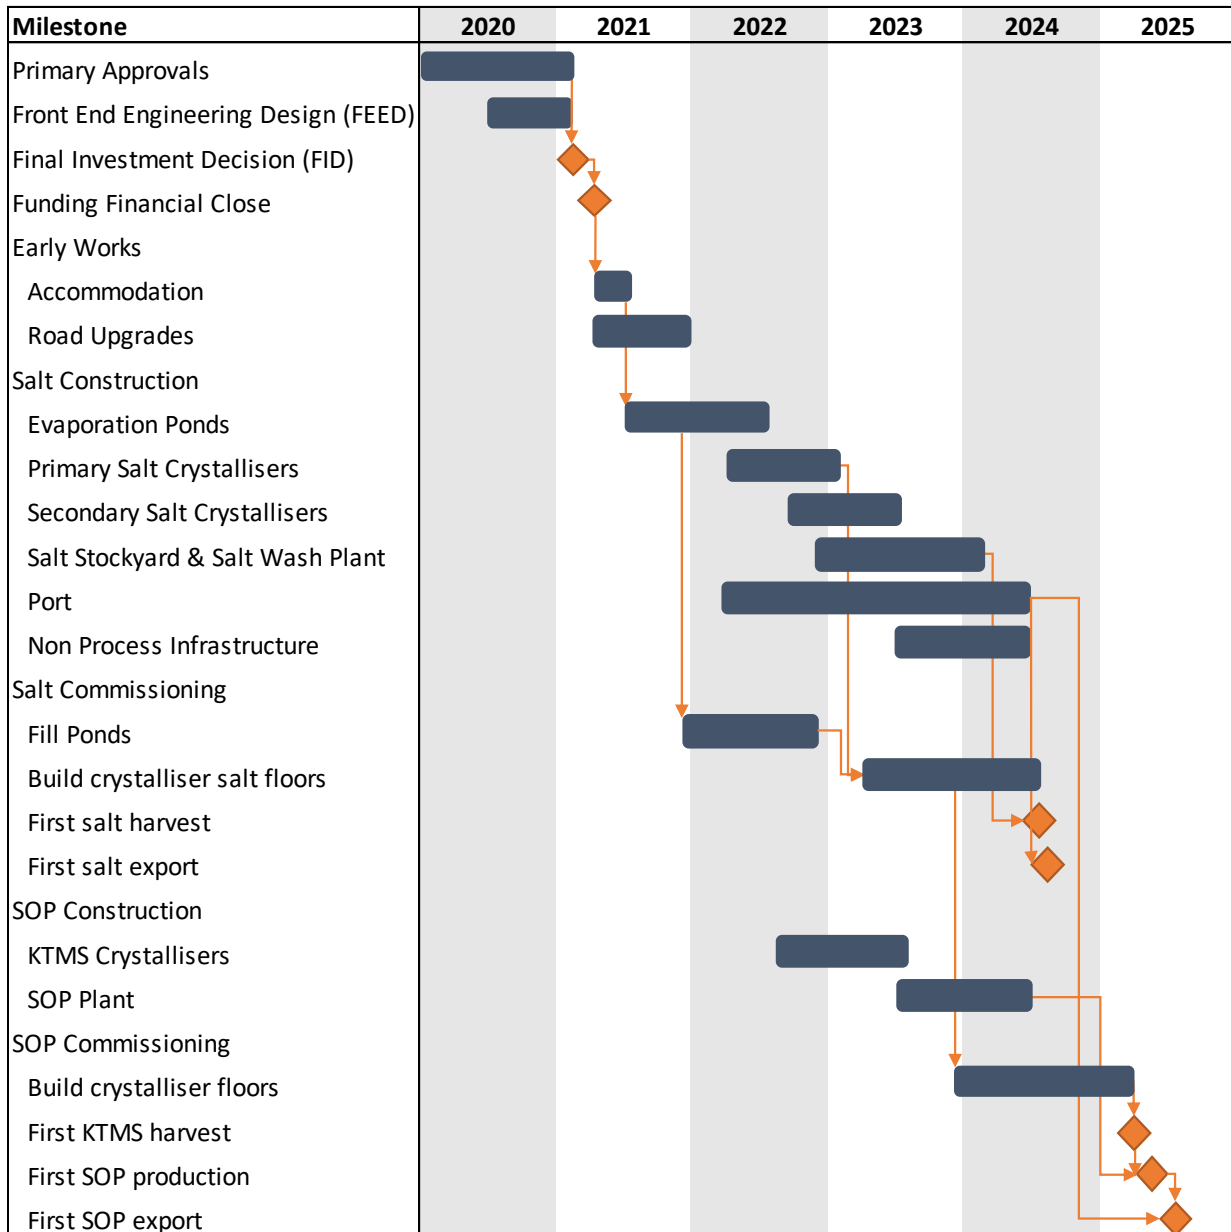 Milestone 2020 2021 2022 2023 2024 2025
Primary Approvals
Front End Engineering Design (FEED)
Final Investment Decision (FID)
Funding Financial Close
Early Works
Accommodation
Road Upgrades
Salt Construction
Evaporation Ponds
Primary Salt Crystallisers
Secondary Salt Crystallisers
Salt Stockyard & Salt Wash Plant
Port
Non Process Infrastructure
Salt Commissioning
Fill Ponds
Build crystalliser salt floors
First salt harvest
First salt export
SOP Construction
KTMS Crystallisers
SOP Plant
SOP Commissioning
Build crystalliser floors
First KTMS harvest
First SOP production
First SOP export